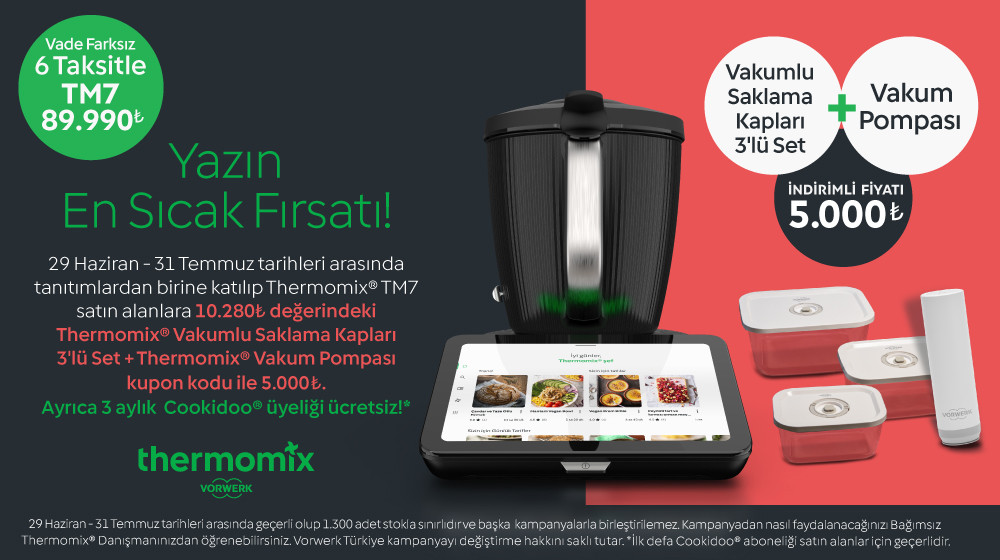 Vade Farksız
6 Taksitle
TM7
89.990₺
Yazın
En Sıcak Fırsatı!
29 Haziran - 31 Temmuz tarihleri arasında
tanıtımlardan birine katılıp Thermomix® TM7
satın alanlara 10.280₺ değerindeki
Thermomix® Vakumlu Saklama Kapları
3'lü Set + Thermomix® Vakum Pompası
kupon kodu ile 5.000₺.
Ayrıca 3 aylık Cookidoo® üyeliği ücretsiz!*
thermomix
VORWERK
Vakumlu
Saklama
Kapları
3'lü Set
+
Vakum
Pompası
İNDİRİMLİ FİYATI
5.000₺
İyi günler,
Thermomix® şef
VORWERK
29 Haziran - 31 Temmuz tarihleri arasında geçerli olup 1.300 adet stokla sınırlıdır ve başka kampanyalarla birleştirilemez. Kampanyadan nasıl faydalanacağınızı Bağımsız
Thermomix® Danışmanınızdan öğrenebilirsiniz. Vorwerk Türkiye kampanyayı değiştirme hakkını saklı tutar. *İlk defa Cookidoo® aboneliği satın alanlar için geçerlidir.